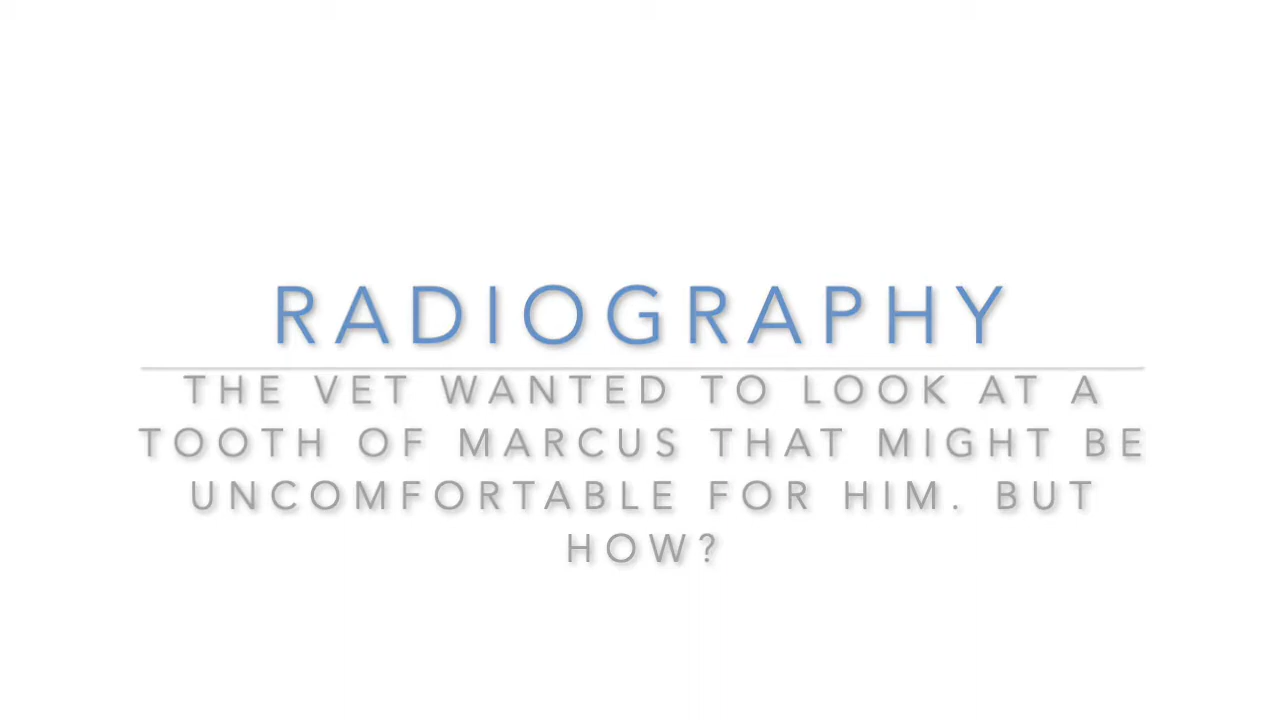 RADIOGRAPHY
THE VET WANTED TO LOOK AT A
TOOTH OF MARCUS THAT MIGHT BE
UNCOMFORTABLE FOR HIM. BUT
HOW?